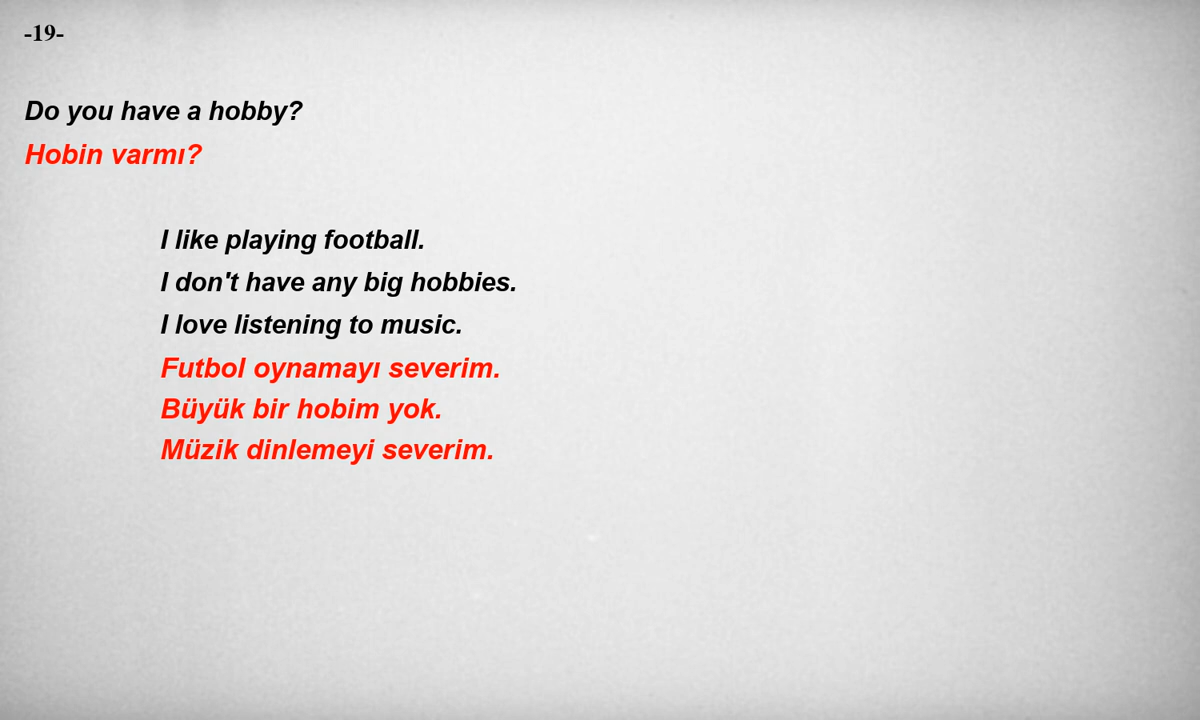 -19-
Do you have a hobby?
Hobin varmı?
I like playing football.
I don't have any big hobbies.
I love listening to music.
Futbol oynamayı severim.
Büyük bir hobim yok.
Müzik dinlemeyi severim.